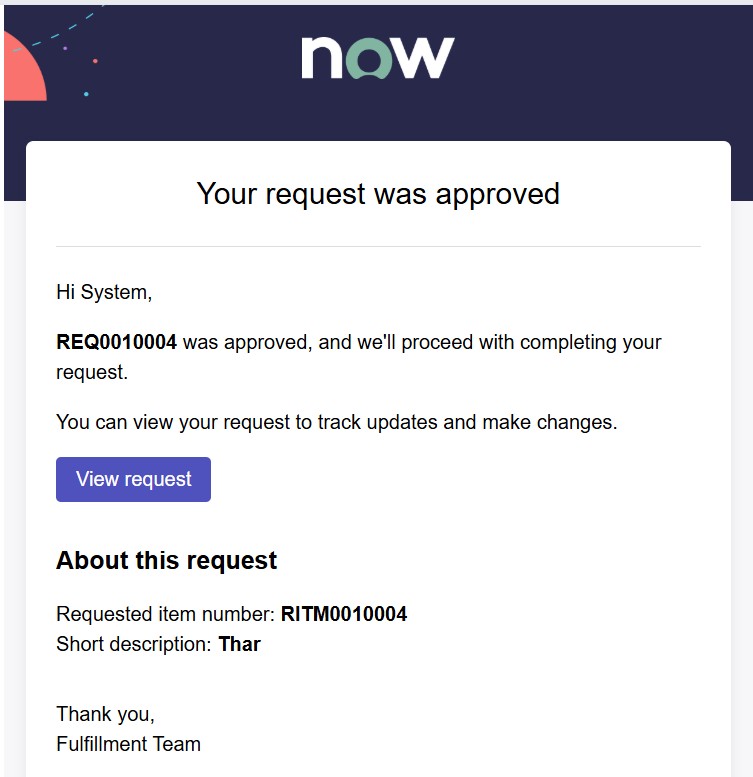 now
Your request was approved
Hi System,
REQ0010004 was approved, and we'll proceed with completing your
request.
You can view your request to track updates and make changes.
View request
About this request
Requested item number: RITM0010004
Short description: Thar
Thank you,
Fulfillment Team